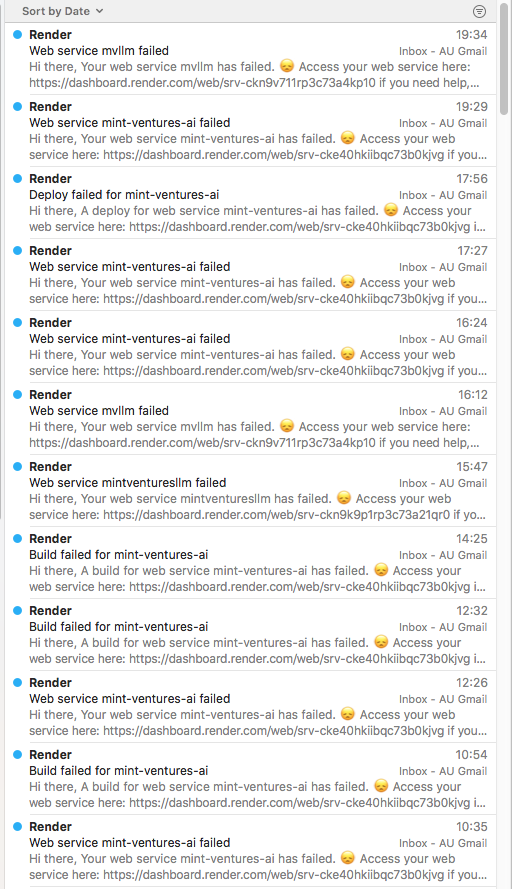 Sort by Date
Render 19:34
Web service mvllm failed Inbox - AU Gmail
Hi there, Your web service mvllm has failed. 😞 Access your web service here:
https://dashboard.render.com/web/srv-ckn9v711rp3c73a4kp10 if you need help,...
Render 19:29
Web service mint-ventures-ai failed Inbox - AU Gmail
Hi there, Your web service mint-ventures-ai has failed. 😞 Access your web
service here: https://dashboard.render.com/web/srv-cke40hkiibqc73b0kjvg if you...
Render 17:56
Deploy failed for mint-ventures-ai Inbox - AU Gmail
Hi there, A deploy for web service mint-ventures-ai has failed. 😞 Access your
web service here: https://dashboard.render.com/web/srv-cke40hkiibqc73b0kjvg i...
Render 17:27
Web service mint-ventures-ai failed Inbox - AU Gmail
Hi there, Your web service mint-ventures-ai has failed. 😞 Access your web
service here: https://dashboard.render.com/web/srv-cke40hkiibqc73b0kjvg if you...
Render 16:24
Web service mint-ventures-ai failed Inbox - AU Gmail
Hi there, Your web service mint-ventures-ai has failed. 😞 Access your web
service here: https://dashboard.render.com/web/srv-cke40hkiibqc73b0kjvg if you...
Render 16:12
Web service mvllm failed Inbox - AU Gmail
Hi there, Your web service mvllm has failed. 😞 Access your web service here:
https://dashboard.render.com/web/srv-ckn9v711rp3c73a4kp10 if you need help,...
Render 15:47
Web service mintventuresllm failed Inbox - AU Gmail
Hi there, Your web service mintventuresllm has failed. 😞 Access your web
service here: https://dashboard.render.com/web/srv-ckn9k9p1rp3c73a21qr0 if yo...
Render 14:25
Build failed for mint-ventures-ai Inbox - AU Gmail
Hi there, A build for web service mint-ventures-ai has failed. 😞 Access your
web service here: https://dashboard.render.com/web/srv-cke40hkiibqc73b0kjvg i...
Render 12:32
Build failed for mint-ventures-ai Inbox - AU Gmail
Hi there, A build for web service mint-ventures-ai has failed. 😞 Access your
web service here: https://dashboard.render.com/web/srv-cke40hkiibqc73b0kjvg i...
Render 12:26
Web service mint-ventures-ai failed Inbox - AU Gmail
Hi there, Your web service mint-ventures-ai has failed. 😞 Access your web
service here: https://dashboard.render.com/web/srv-cke40hkiibqc73b0kjvg if you...
Render 10:54
Build failed for mint-ventures-ai Inbox - AU Gmail
Hi there, A build for web service mint-ventures-ai has failed. 😞 Access your
web service here: https://dashboard.render.com/web/srv-cke40hkiibqc73b0kjvg i...
Render 10:35
Web service mint-ventures-ai failed Inbox - AU Gmail
Hi there, Your web service mint-ventures-ai has failed. 😞 Access your web
service here: https://dashboard.render.com/web/srv-cke40hkiibqc73b0kjvg if you...